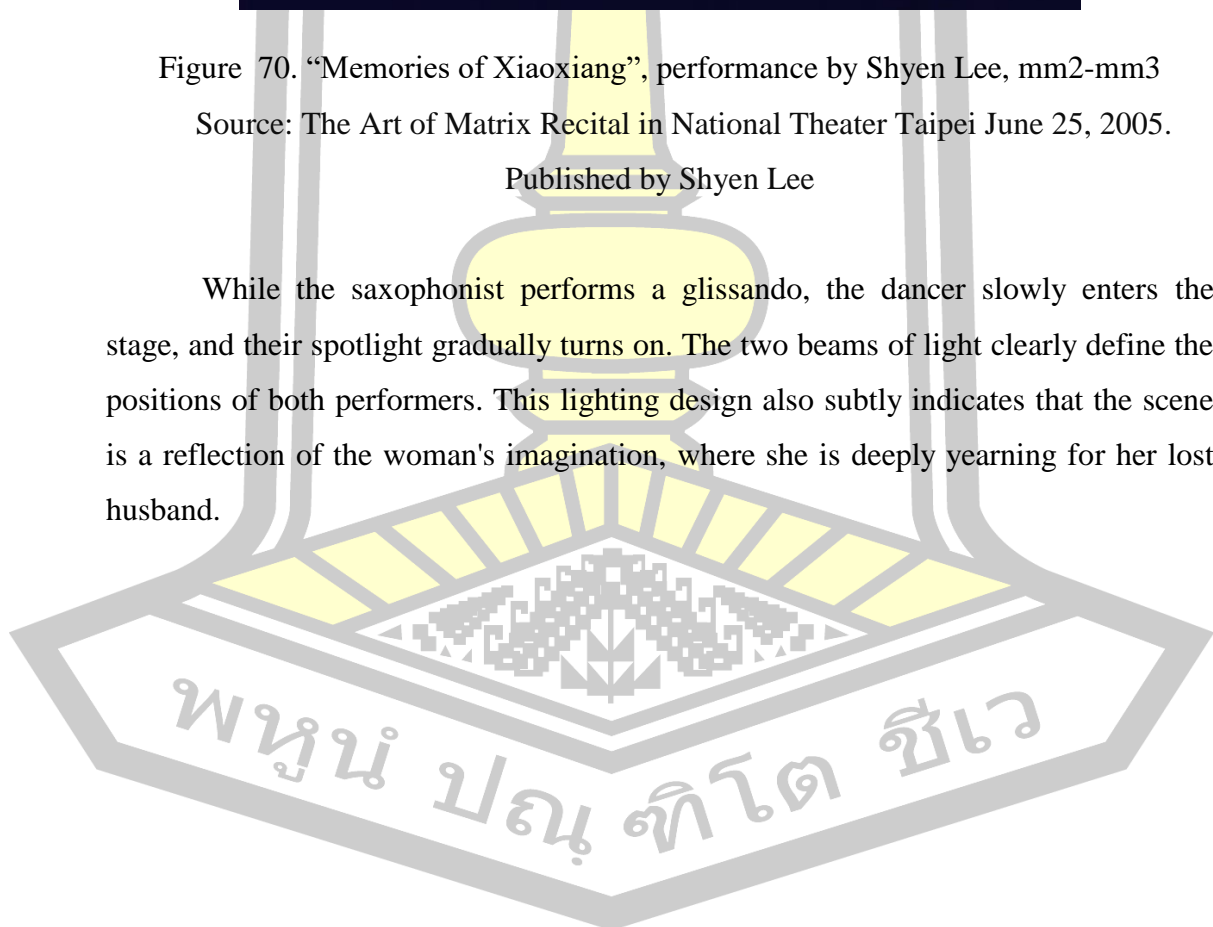 Figure  70. “Memories of Xiaoxiang”, performance by Shyen Lee, mm2-mm3
Source: The Art of Matrix Recital in National Theater Taipei June 25, 2005.
Published by Shyen Lee
While the saxophonist performs a glissando, the dancer slowly enters the
stage, and their spotlight gradually turns on. The two beams of light clearly define the
positions of both performers. This lighting design also subtly indicates that the scene
is a reflection of the woman's imagination, where she is deeply yearning for her lost
husband.
พหูนํ ปณฺฑิโต ชีเว